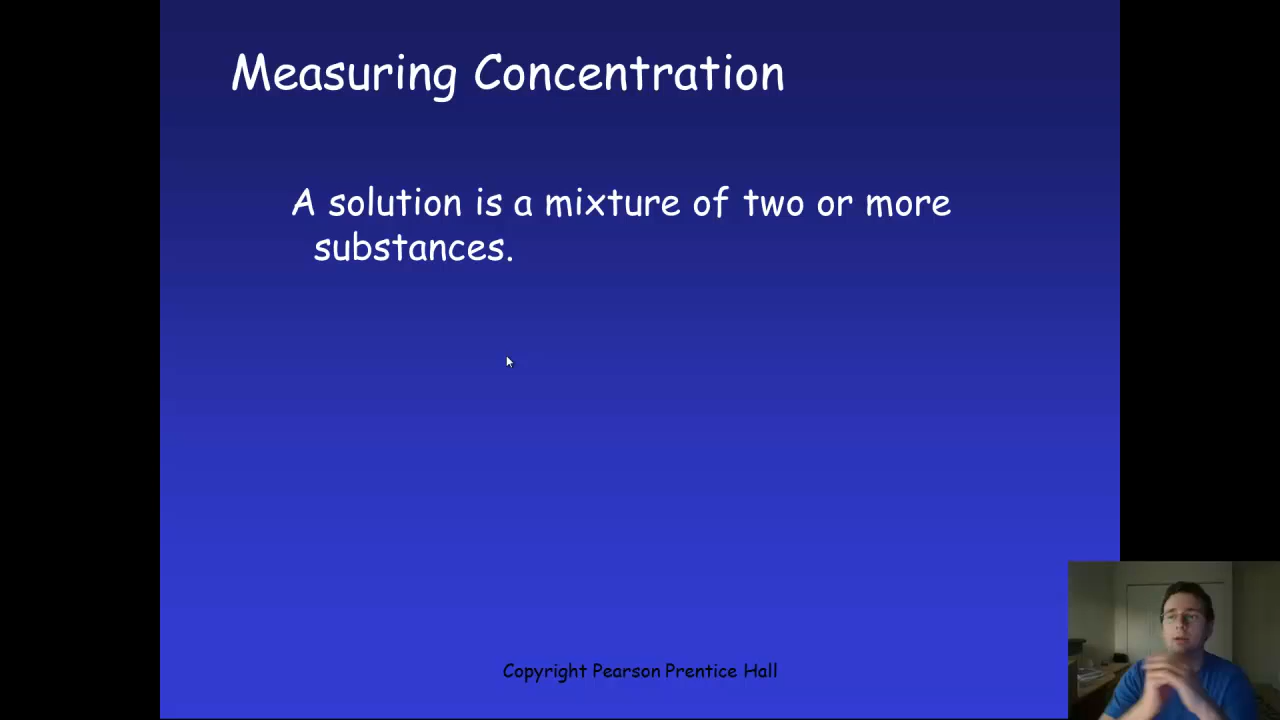 Measuring Concentration
A solution is a mixture of two or more
substances.
Copyright Pearson Prentice Hall